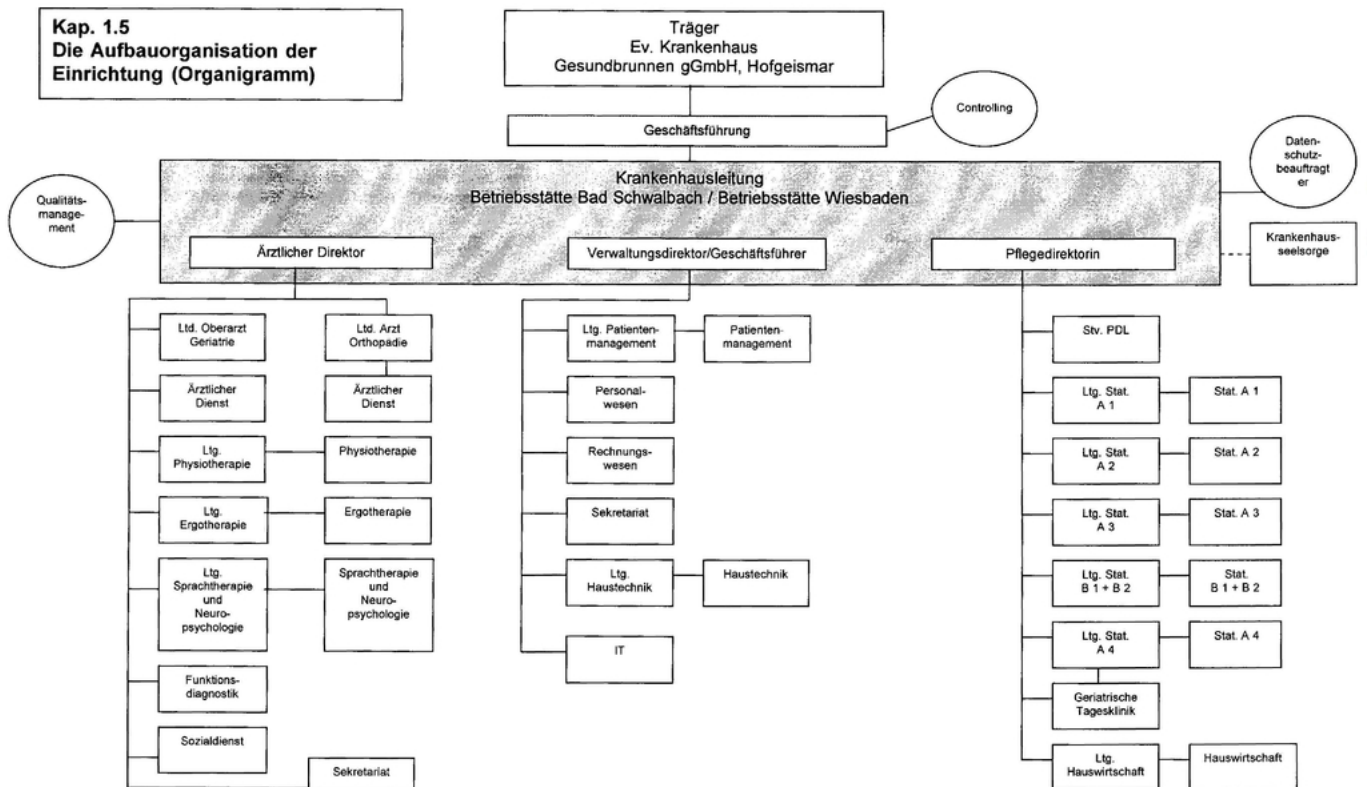 Kap. 1.5
Die Aufbauorganisation der
Einrichtung (Organigramm)
Träger
Ev. Krankenhaus
Gesundbrunnen gGmbH, Hofgeismar
Controlling
Geschäftsführung
Daten-
schutz-
beauftragt
er
Qualitäts-
manage-
ment
Krankenhausleitung
Betriebsstätte Bad Schwalbach / Betriebsstätte Wiesbaden
Krankenhaus-
seelsorge
Ärztlicher Direktor
Verwaltungsdirektor/Geschäftsführer
Pflegedirektorin
Ltd. Oberarzt
Geriatrie
Ltd. Arzt
Orthopädie
Ärztlicher
Dienst
Ärztlicher
Dienst
Ltg.
Physiotherapie
Physiotherapie
Ltg.
Ergotherapie
Ergotherapie
Ltg.
Sprachtherapie
und
Neuro-
psychologie
Sprachtherapie
und
Neuro-
psychologie
Funktions-
diagnostik
Sozialdienst
Sekretariat
Ltg. Patienten-
management
Patienten-
management
Personal-
wesen
Rechnungs-
wesen
Sekretariat
Ltg.
Haustechnik
Haustechnik
IT
Stv. PDL
Ltg. Stat.
A 1
Stat. A 1
Ltg. Stat.
A 2
Stat. A 2
Ltg. Stat.
A 3
Stat. A 3
Ltg. Stat.
B 1 + B 2
Stat.
B 1 + B 2
Ltg. Stat.
A 4
Stat. A 4
Geriatrische
Tagesklinik
Ltg.
Hauswirtschaft
Hauswirtschaft